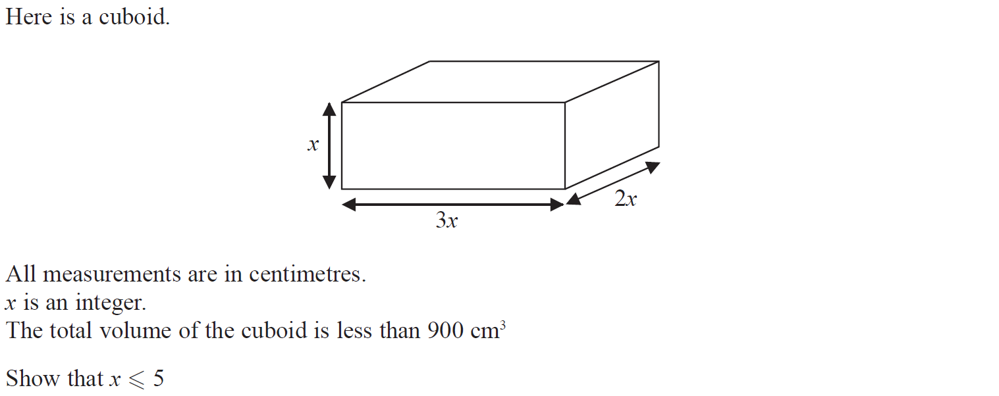 Here is a cuboid.
x
2x
3x
All measurements are in centimetres.
x is an integer.
The total volume of the cuboid is less than 900 cm³
Show that x ⩽ 5